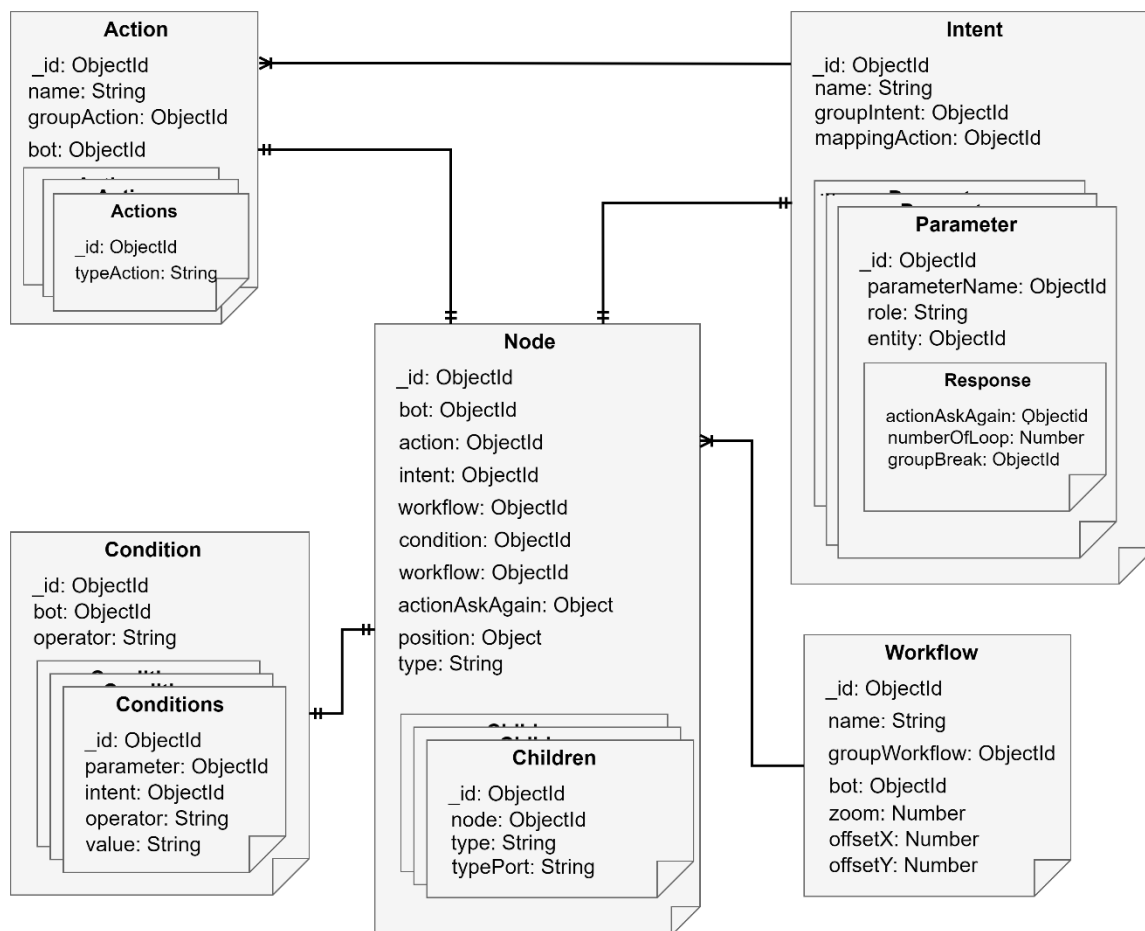 Action
_id: ObjectId
name: String
groupAction: ObjectId
bot: ObjectId
Actions
_id: ObjectId
typeAction: String
Intent
_id: ObjectId
name: String
groupIntent: ObjectId
mappingAction: ObjectId
Parameter
_id: ObjectId
parameterName: ObjectId
role: String
entity: ObjectId
Response
actionAskAgain: Objectid
numberOfLoop: Number
groupBreak: ObjectId
Node
_id: ObjectId
bot: ObjectId
action: ObjectId
intent: ObjectId
workflow: ObjectId
condition: ObjectId
workflow: ObjectId
actionAskAgain: Object
position: Object
type: String
Children
_id: ObjectId
node: ObjectId
type: String
typePort: String
Condition
_id: ObjectId
bot: ObjectId
operator: String
Conditions
_id: ObjectId
parameter: ObjectId
intent: ObjectId
operator: String
value: String
Workflow
_id: ObjectId
name: String
groupWorkflow: ObjectId
bot: ObjectId
zoom: Number
offsetX: Number
offsetY: Number